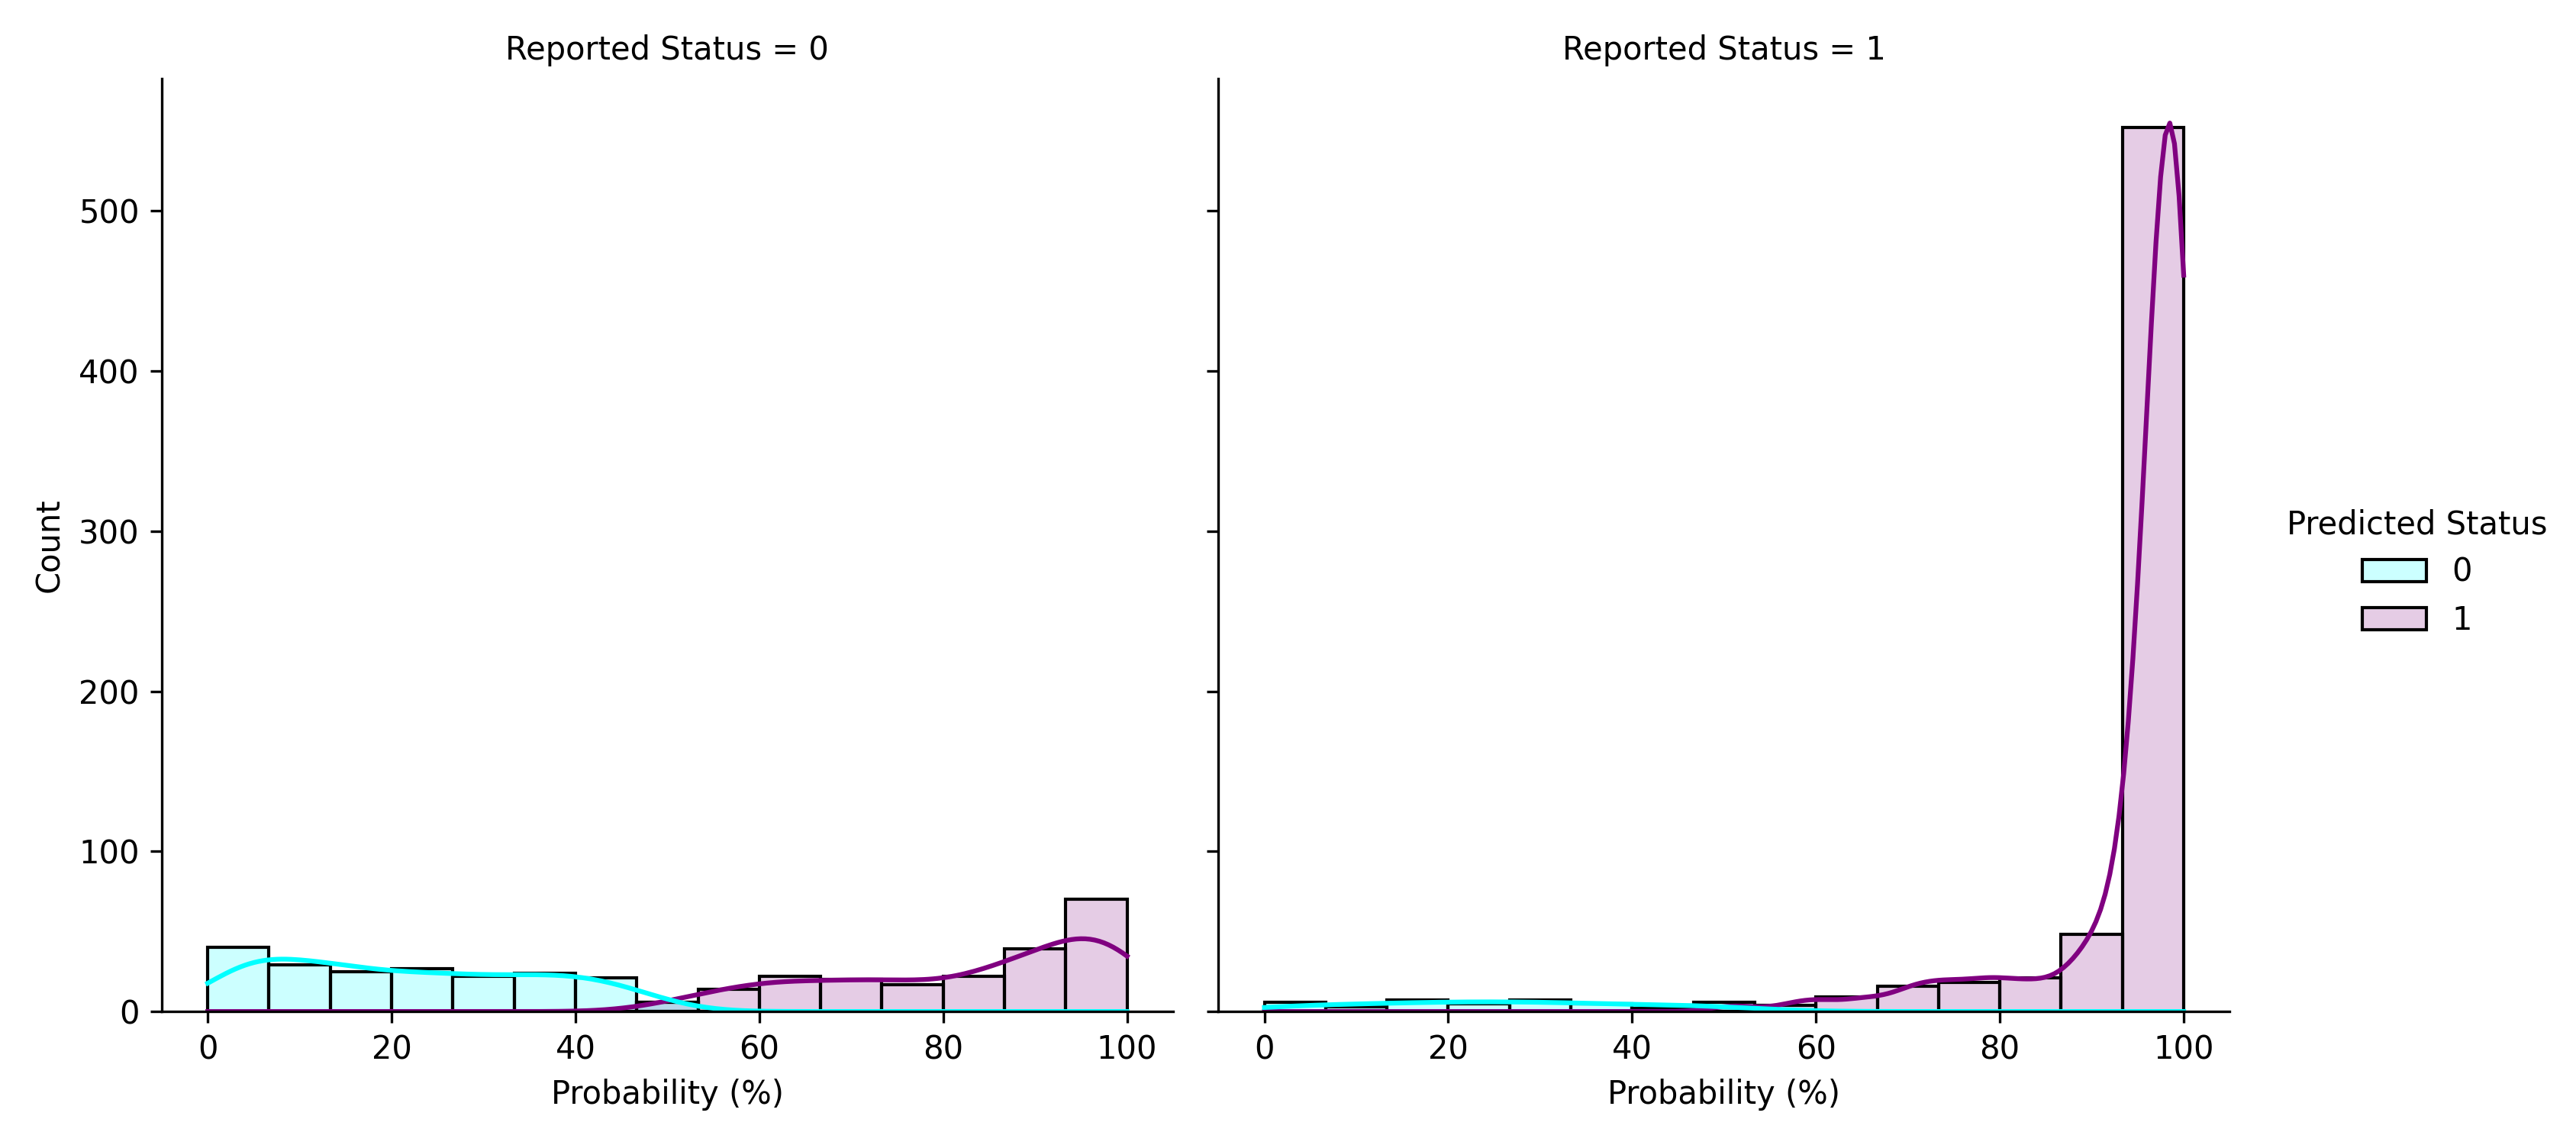 Reported Status = 0
Reported Status = 1
Count
500
400
300
200
100
0
0 20 40 60 80 100
0 20 40 60 80 100
Probability (%)
Probability (%)
Predicted Status
0
1